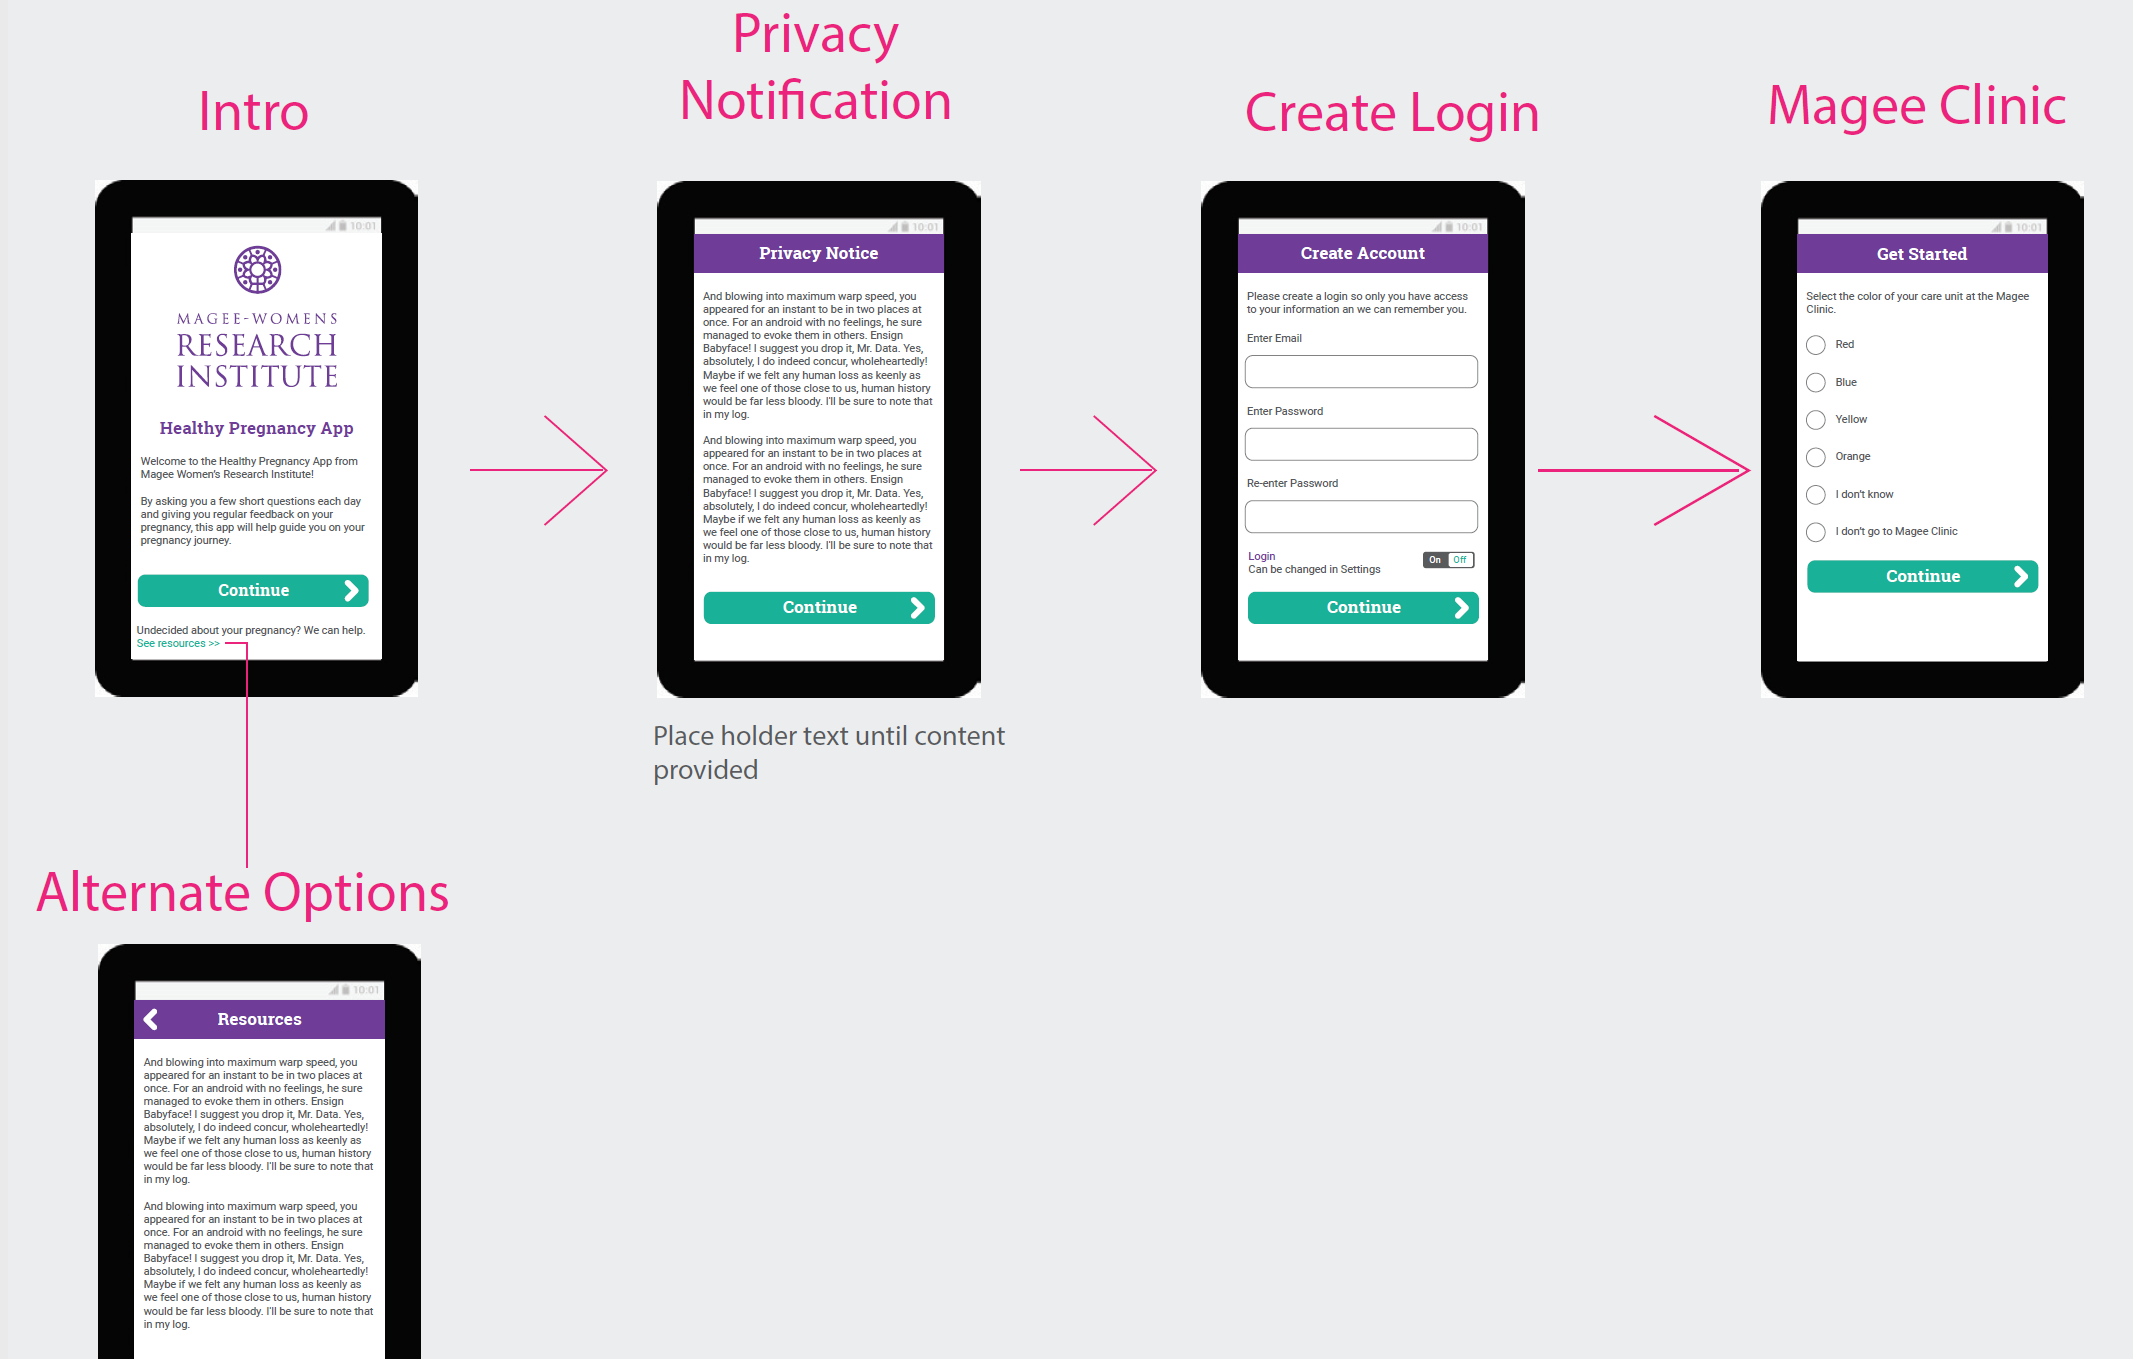 Intro
10:01
MAGEE-WOMENS
RESEARCH
INSTITUTE
Healthy Pregnancy App
Welcome to the Healthy Pregnancy App from
Magee Women's Research Institute!
By asking you a few short questions each day
and giving you regular feedback on your
pregnancy, this app will help guide you on your
pregnancy journey.
Continue
Undecided about your pregnancy? We can help.
See resources >>
Privacy
Notification
10:01
Privacy Notice
And blowing into maximum warp speed, you
appeared for an instant to be in two places at
once. For an android with no feelings, he sure
managed to evoke them in others. Ensign
Babyface! I suggest you drop it, Mr. Data. Yes,
absolutely, I do indeed concur, wholeheartedly!
Maybe if we felt any human loss as keenly as
we feel one of those close to us, human history
would be far less bloody. I'll be sure to note that
in my log.
And blowing into maximum warp speed, you
appeared for an instant to be in two places at
once. For an android with no feelings, he sure
managed to evoke them in others. Ensign
Babyface! I suggest you drop it, Mr. Data. Yes,
absolutely, I do indeed concur, wholeheartedly!
Maybe if we felt any human loss as keenly as
we feel one of those close to us, human history
would be far less bloody. I'll be sure to note that
in my log.
Continue
Place holder text until content
provided
Create Login
10:01
Create Account
Please create a login so only you have access
to your information an we can remember you.
Enter Email
Enter Password
Re-enter Password
Login
On Off
Can be changed in Settings
Continue
Magee Clinic
10:01
Get Started
Select the color of your care unit at the Magee
Clinic.
Red
Blue
Yellow
Orange
I don't know
I don't go to Magee Clinic
Continue
Alternate Options
10:01
Resources
And blowing into maximum warp speed, you
appeared for an instant to be in two places at
once. For an android with no feelings, he sure
managed to evoke them in others. Ensign
Babyface! I suggest you drop it, Mr. Data. Yes,
absolutely, I do indeed concur, wholeheartedly!
Maybe if we felt any human loss as keenly as
we feel one of those close to us, human history
would be far less bloody. I'll be sure to note that
in my log.
And blowing into maximum warp speed, you
appeared for an instant to be in two places at
once. For an android with no feelings, he sure
managed to evoke them in others. Ensign
Babyface! I suggest you drop it, Mr. Data. Yes,
absolutely, I do indeed concur, wholeheartedly!
Maybe if we felt any human loss as keenly as
we feel one of those close to us, human history
would be far less bloody. I'll be sure to note that
in my log.